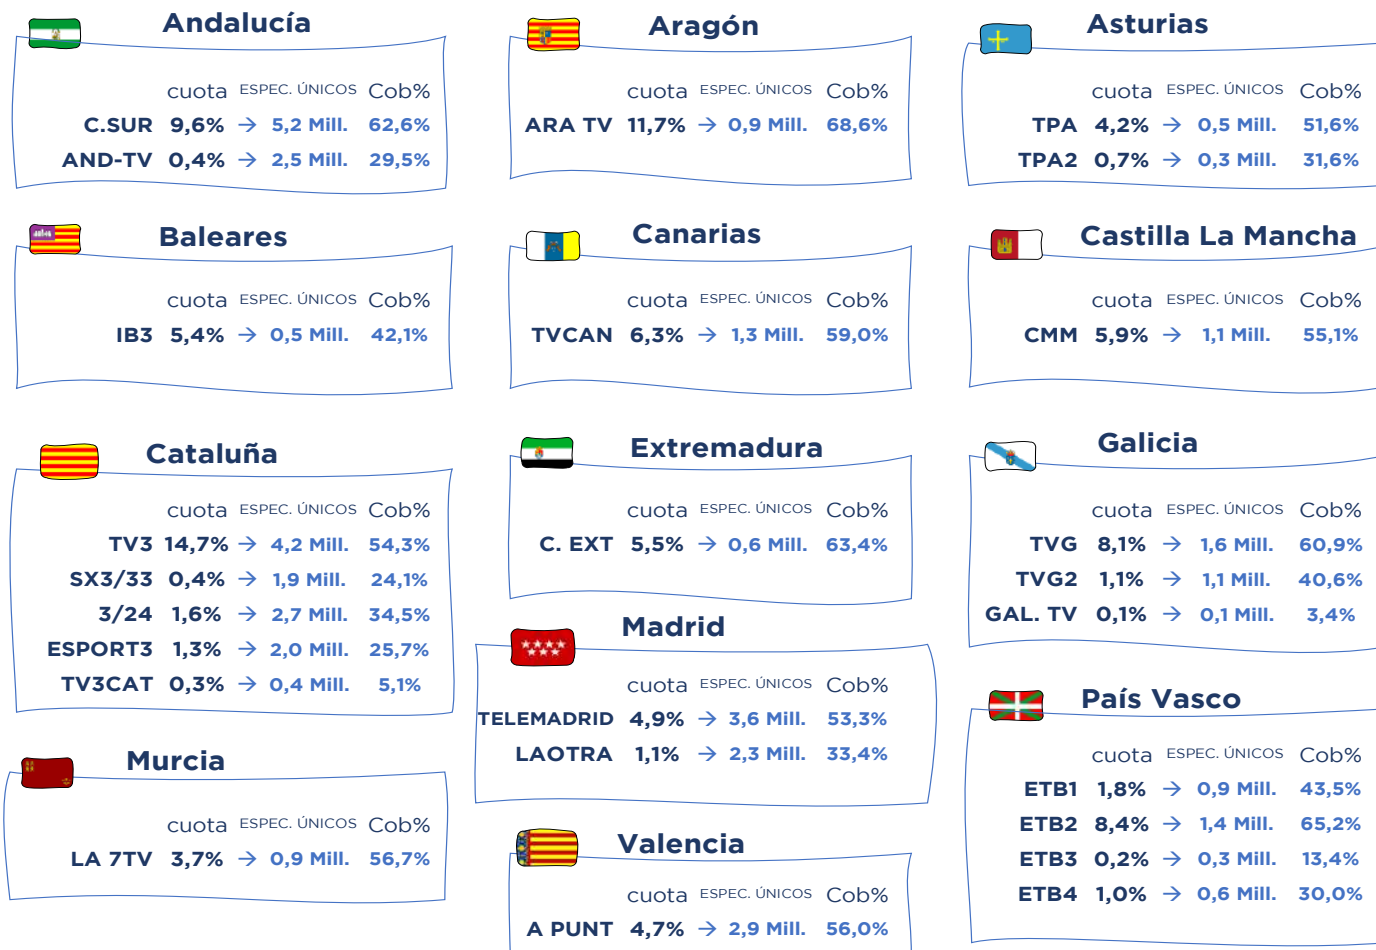 Andalucía
cuota ESPEC. ÚNICOS Cob%
C.SUR 9,6% → 5,2 Mill. 62,6%
AND-TV 0,4% → 2,5 Mill. 29,5%
Aragón
cuota ESPEC. ÚNICOS Cob%
ARA TV 11,7% → 0,9 Mill. 68,6%
Asturias
cuota ESPEC. ÚNICOS Cob%
TPA 4,2% → 0,5 Mill. 51,6%
TPA2 0,7% → 0,3 Mill. 31,6%
Baleares
cuota ESPEC. ÚNICOS Cob%
IB3 5,4% → 0,5 Mill. 42,1%
Canarias
cuota ESPEC. ÚNICOS Cob%
TVCAN 6,3% → 1,3 Mill. 59,0%
Castilla La Mancha
cuota ESPEC. ÚNICOS Cob%
CMM 5,9% → 1,1 Mill. 55,1%
Cataluña
cuota ESPEC. ÚNICOS Cob%
TV3 14,7% → 4,2 Mill. 54,3%
SX3/33 0,4% → 1,9 Mill. 24,1%
3/24 1,6% → 2,7 Mill. 34,5%
ESPORT3 1,3% → 2,0 Mill. 25,7%
TV3CAT 0,3% → 0,4 Mill. 5,1%
Extremadura
cuota ESPEC. ÚNICOS Cob%
C. EXT 5,5% → 0,6 Mill. 63,4%
Galicia
cuota ESPEC. ÚNICOS Cob%
TVG 8,1% → 1,6 Mill. 60,9%
TVG2 1,1% → 1,1 Mill. 40,6%
GAL. TV 0,1% → 0,1 Mill. 3,4%
Madrid
cuota ESPEC. ÚNICOS Cob%
TELEMADRID 4,9% → 3,6 Mill. 53,3%
LAOTRA 1,1% → 2,3 Mill. 33,4%
País Vasco
cuota ESPEC. ÚNICOS Cob%
ETB1 1,8% → 0,9 Mill. 43,5%
ETB2 8,4% → 1,4 Mill. 65,2%
ETB3 0,2% → 0,3 Mill. 13,4%
ETB4 1,0% → 0,6 Mill. 30,0%
Murcia
cuota ESPEC. ÚNICOS Cob%
LA 7TV 3,7% → 0,9 Mill. 56,7%
Valencia
cuota ESPEC. ÚNICOS Cob%
A PUNT 4,7% → 2,9 Mill. 56,0%